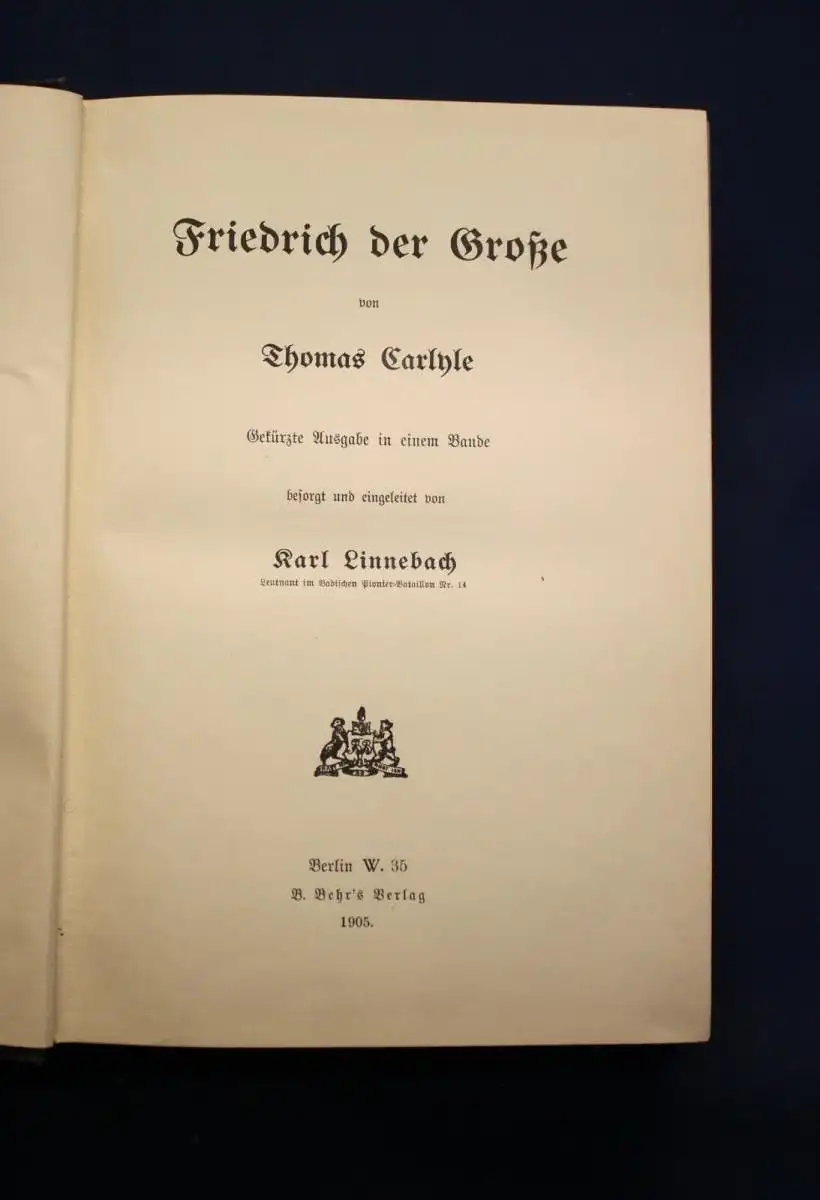 Friedrich der Große
von
Thomas Carlyle
Gekürzte Ausgabe in einem Bande
besorgt und eingeleitet von
Karl Linnebach
Leutnant im Badischen Pionier-Bataillon Nr. 14
Berlin W. 35
B. Behr's Verlag
1905.